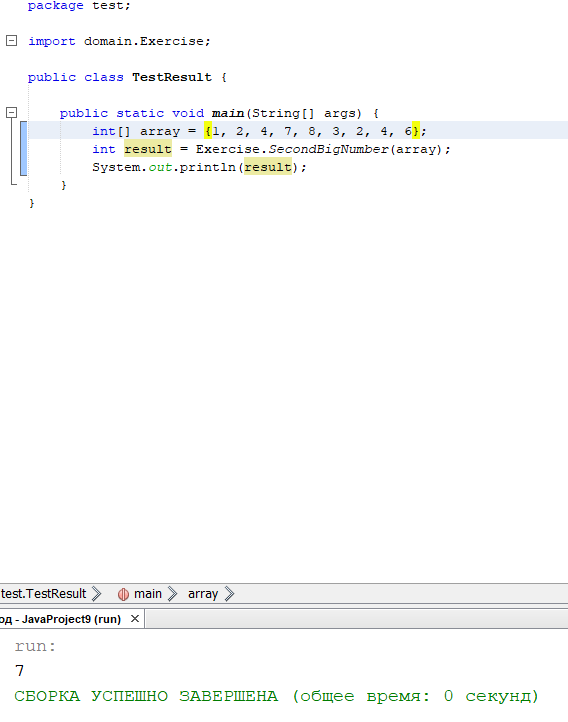 package test;
import domain.Exercise;
public class TestResult {
public static void main(String[] args) {
int[] array = {1, 2, 4, 7, 8, 3, 2, 4, 6};
int result = Exercise.SecondBigNumber(array);
System.out.println(result);
}
}
test.TestResult main array
од - JavaProject9 (run) ×
run:
7
СБОРКА УСПЕШНО ЗАВЕРШЕНА (общее время: 0 секунд)